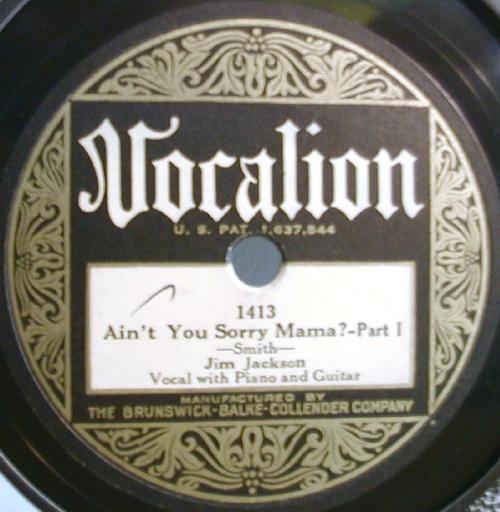 Vocalion
U. S. PAT. 1,637,544
1413
Ain't You Sorry Mama?-Part I
—Smith—
Jim Jackson
Vocal with Piano and Guitar
MANUFACTURED BY
THE BRUNSWICK-BALKE-COLLENDER COMPANY